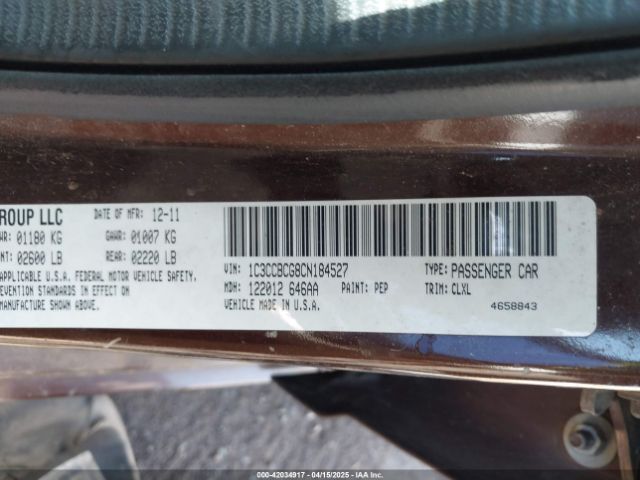 ROUP LLC DATE OF MFR: 12-11
WR: 01180 KG GAWR: 01007 KG
NT: 02600 LB REAR: 02220 LB
APPLICABLE U.S.A. FEDERAL MOTOR VEHICLE SAFETY,
EVENTION STANDARDS IN EFFECT ON
MANUFACTURE SHOWN ABOVE.
VIN: 1C3CCBCG8CN184527 TYPE: PASSENGER CAR
MDH: 122012 646AA PAINT: PEP TRIM: CLXL
VEHICLE MADE IN U.S.A. 4658843
000-42034917 - 04/15/2025 - IAA Inc.